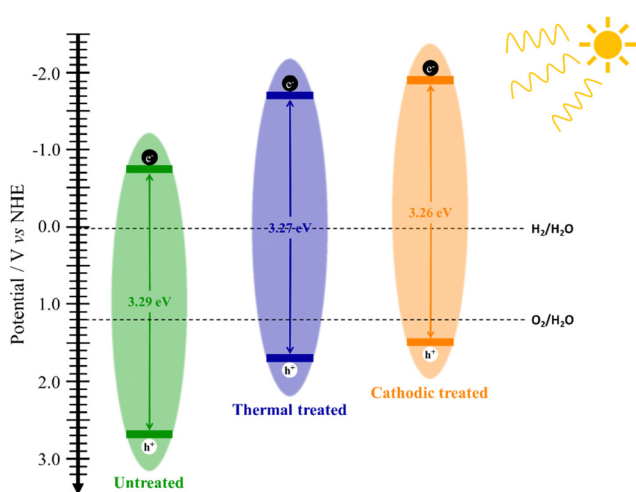 Potential / V vs NHE
-2.0
-1.0
0.0
1.0
2.0
3.0
e-
e-
e-
3.29 eV
3.27 eV
3.26 eV
H₂/H₂O
O₂/H₂O
h⁺
h⁺
h⁺
Untreated
Thermal treated
Cathodic treated